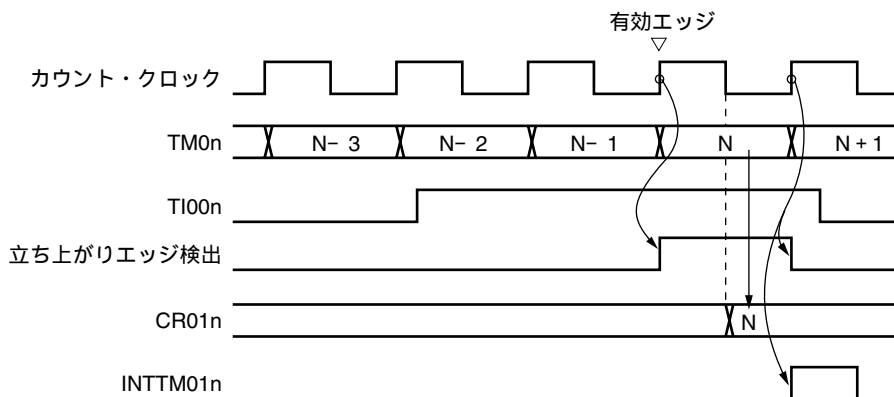 有効エッジ
カウント・クロック
TM0n N-3 N-2 N-1 N N+1
TI00n
立ち上がりエッジ検出
CR01n N
INTTM01n